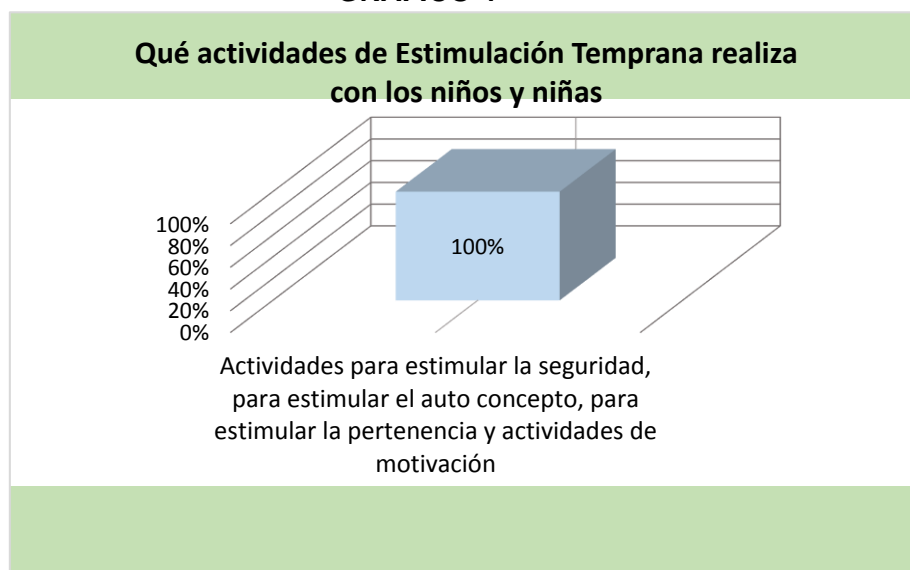 Qué actividades de Estimulación Temprana realiza
con los niños y niñas
100%
80%
60%
40%
20%
0%
100%
Actividades para estimular la seguridad,
para estimular el auto concepto, para
estimular la pertenencia y actividades de
motivación